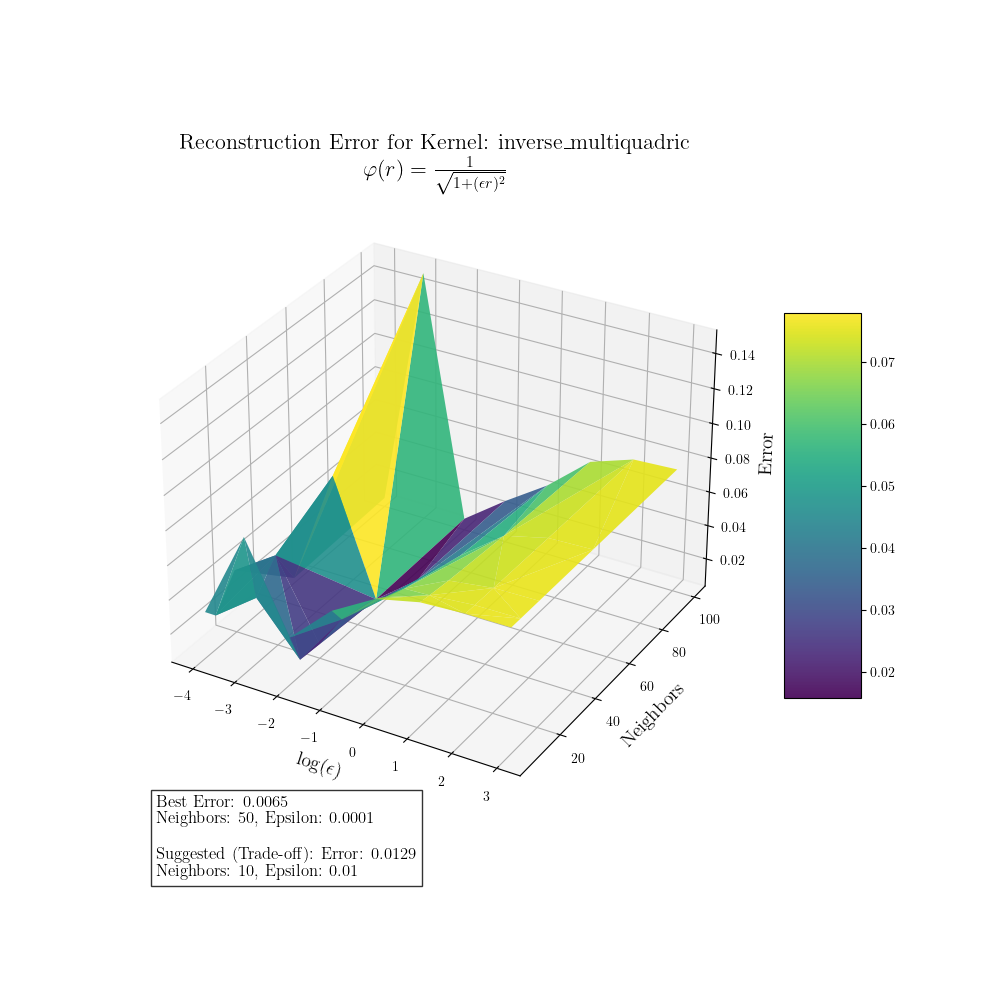 Reconstruction Error for Kernel: inverse_multiquadric
φ(r) = 1/√(1+(ϵr)²)
0.14
0.12
0.10
0.08
0.06
0.04
0.02
Error
0.07
0.06
0.05
0.04
0.03
0.02
100
80
60
40
20
Neighbors
−4
−3
−2
−1
0
1
2
3
log(ϵ)
Best Error: 0.0065
Neighbors: 50, Epsilon: 0.0001
Suggested (Trade-off): Error: 0.0129
Neighbors: 10, Epsilon: 0.01